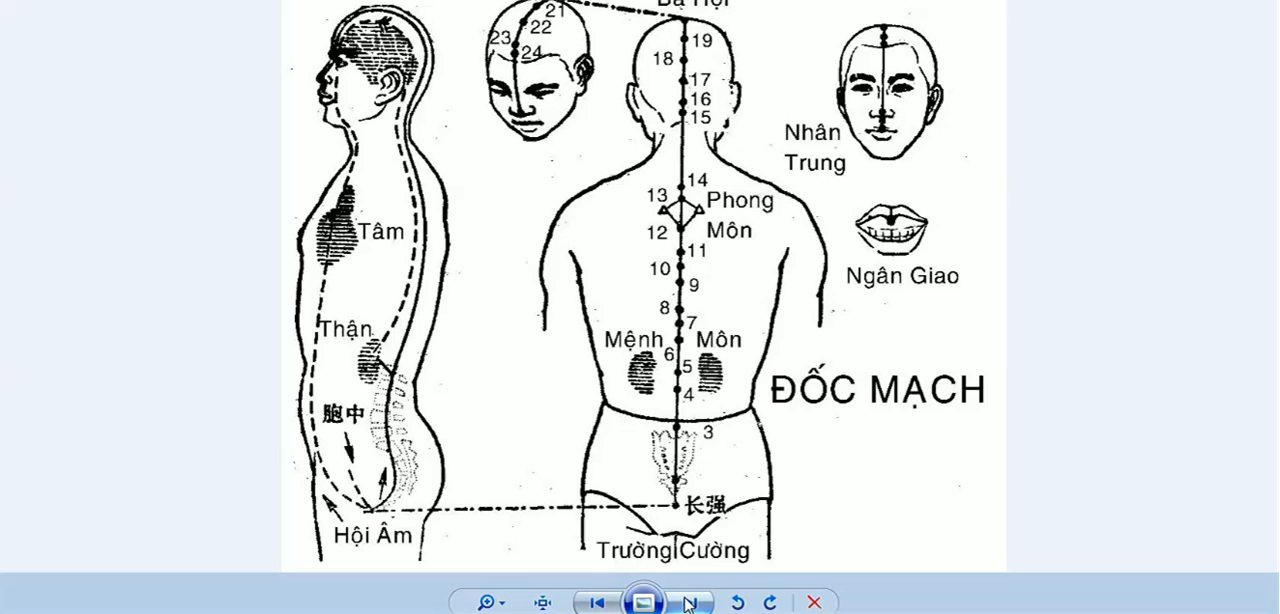 Bạ Hội
21
22
23
24
19
18
17
16
15
Nhân
Trung
14
13
Phong
12
Môn
11
10
9
Ngân Giao
8
7
Mệnh Môn
6
5
4
3
Tâm
Thận
胞中
Hội Âm
ĐỐC MẠCH
长强
Trường Cường